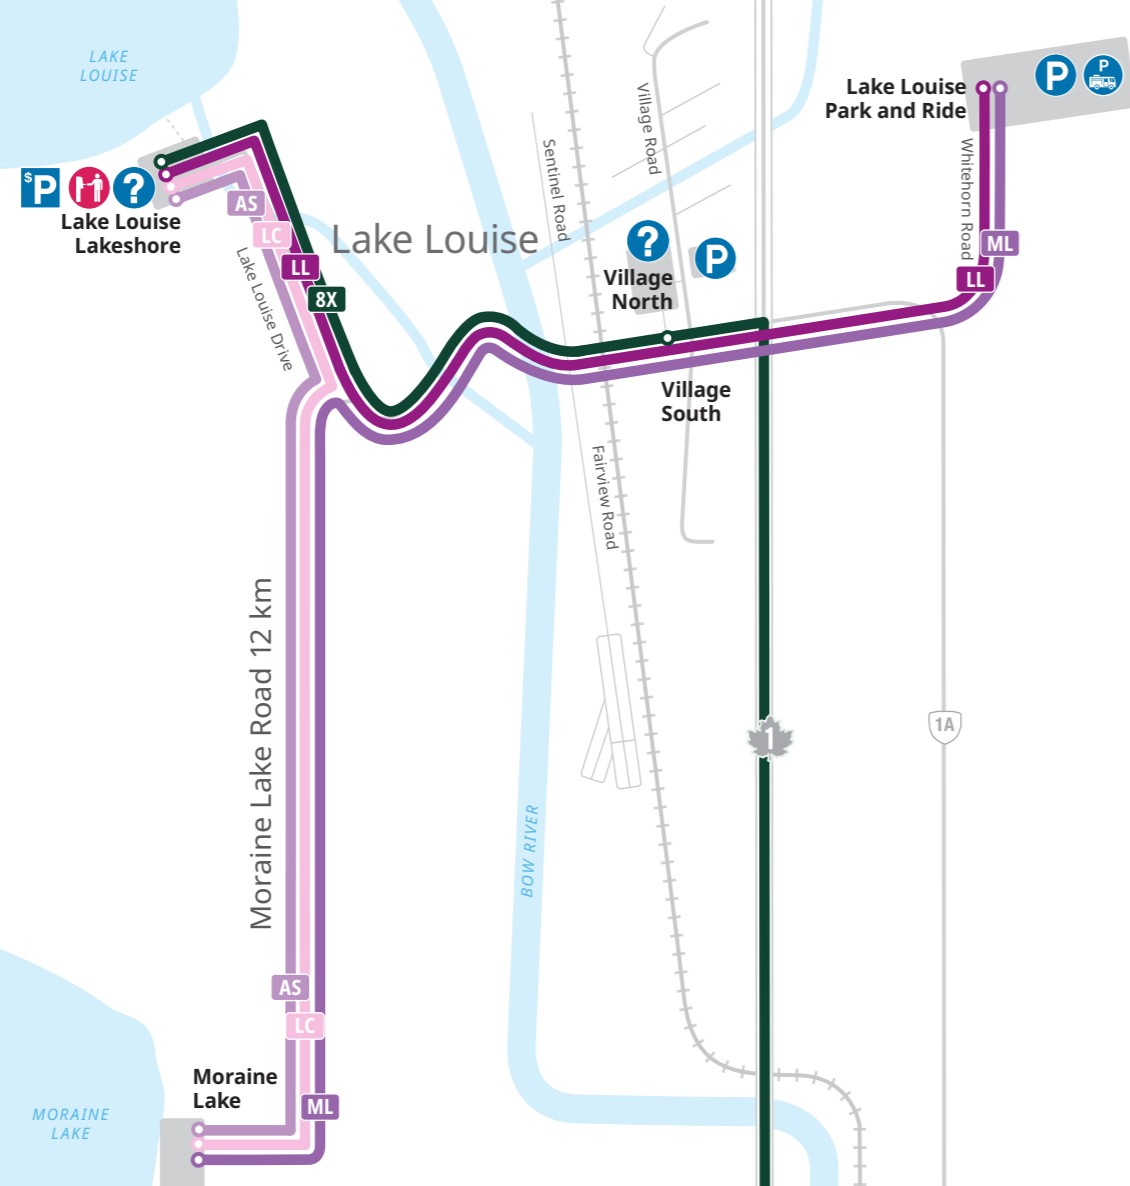 LAKE
LOUISE
P
P
Lake Louise
Park and Ride
Village Road
Sentinel Road
Whitehorn Road
$P
?
Lake Louise
Lakeshore
AS
LC
LL
8X
Lake Louise
Lake Louise Drive
?
P
Village
North
ML
LL
Village
South
Fairview Road
Moraine Lake Road 12 km
1
1A
BOW RIVER
AS
LC
Moraine
Lake
ML
MORAINE
LAKE